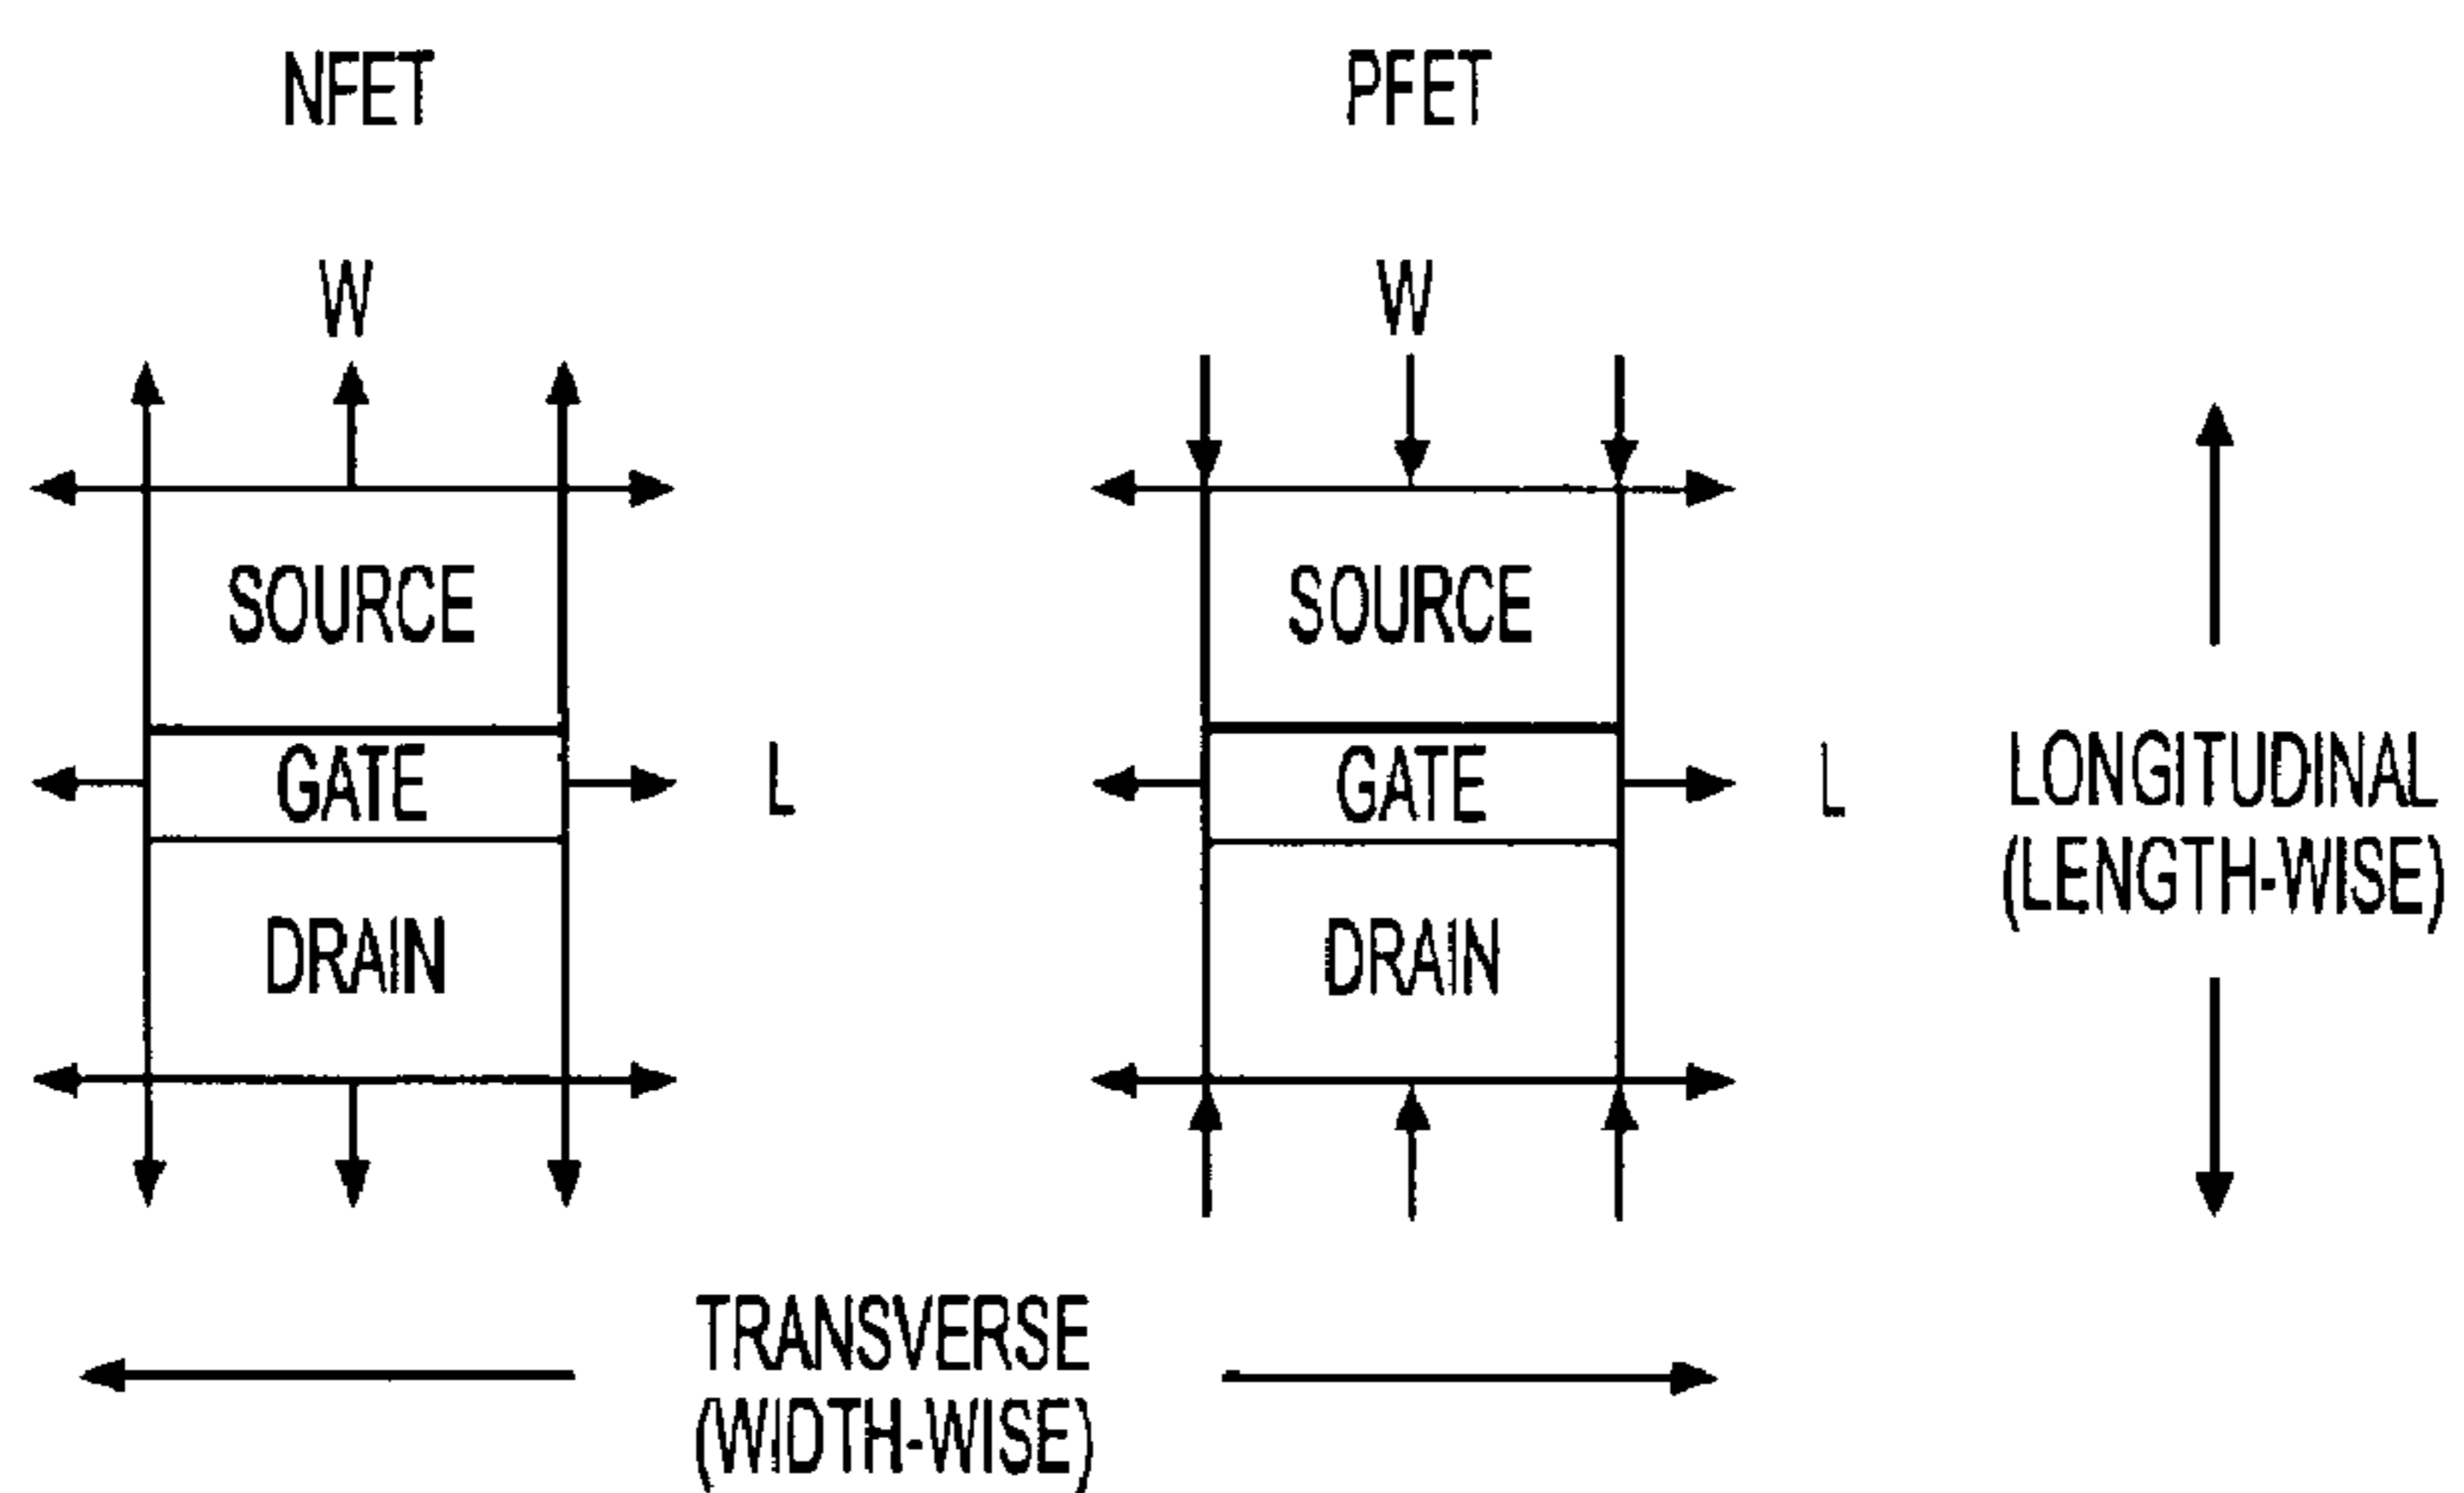 NFET
PFET
W
W
SOURCE
SOURCE
GATE
L
GATE
L
LONGITUDINAL
(LENGTH-WISE)
DRAIN
DRAIN
TRANSVERSE
(WIDTH-WISE)